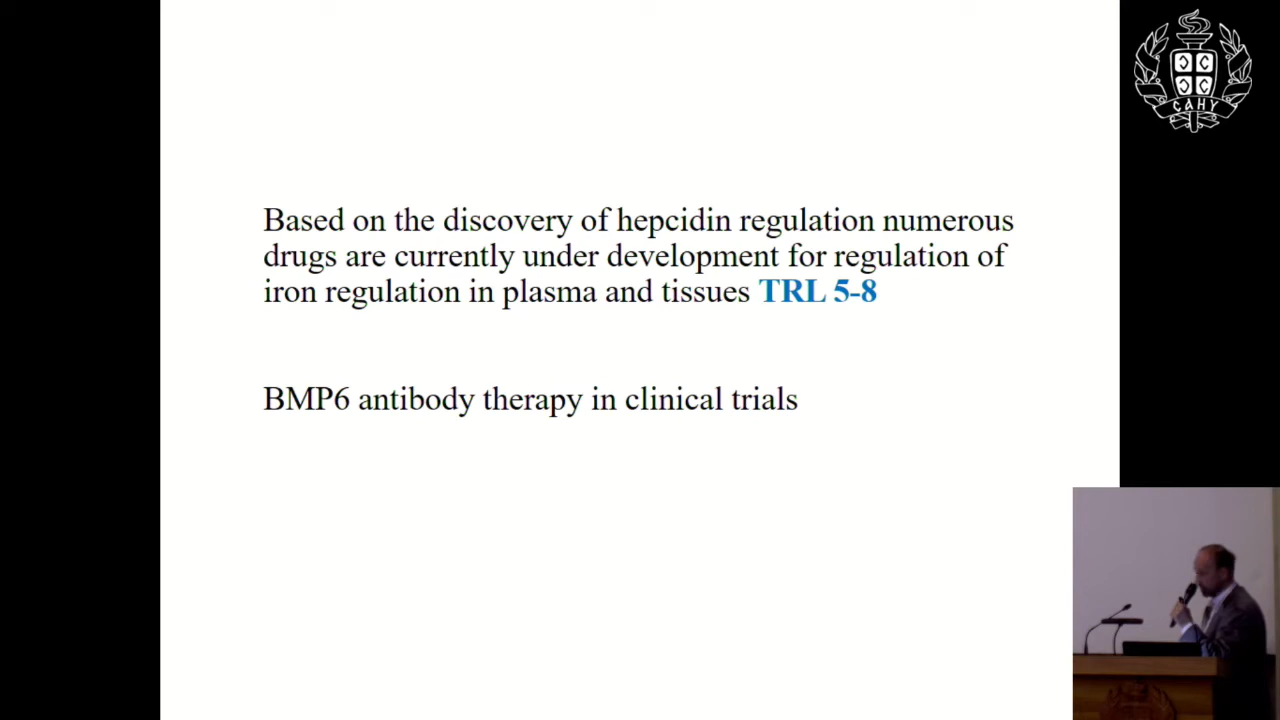 Based on the discovery of hepcidin regulation numerous
drugs are currently under development for regulation of
iron regulation in plasma and tissues TRL 5-8
BMP6 antibody therapy in clinical trials
САНУ